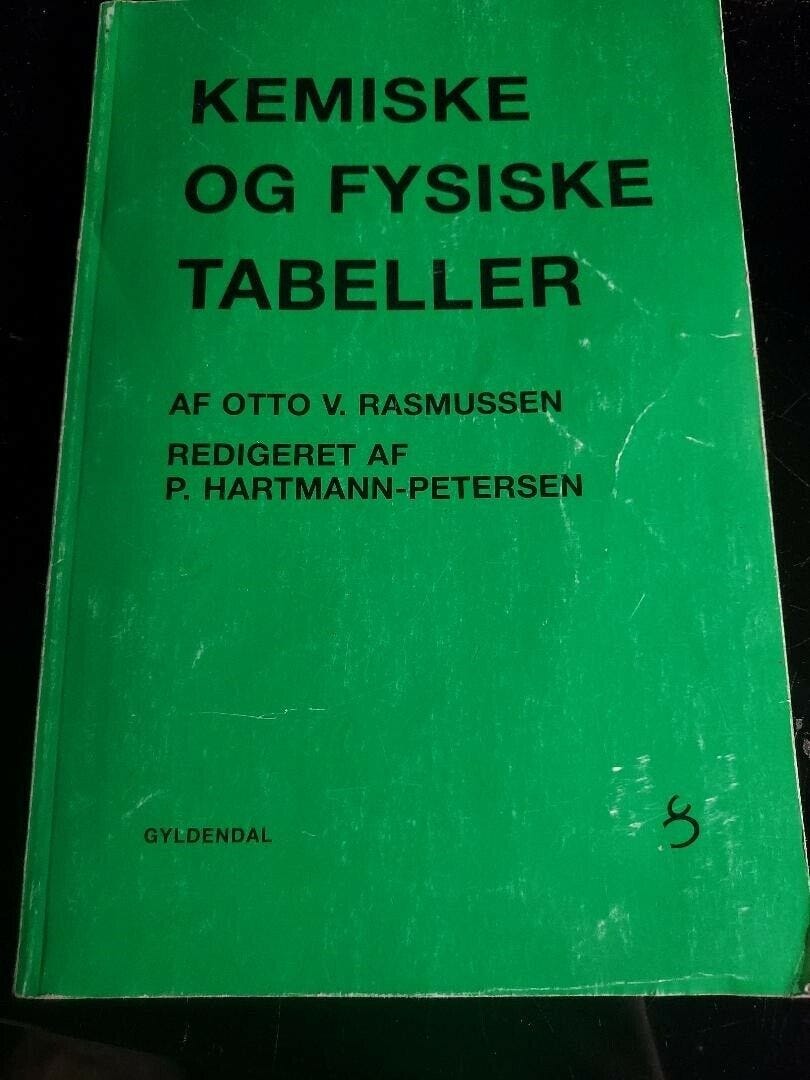 KEMISKE
OG FYSISKE
TABELLER
AF OTTO V. RASMUSSEN
REDIGERET AF
P. HARTMANN-PETERSEN
GYLDENDAL